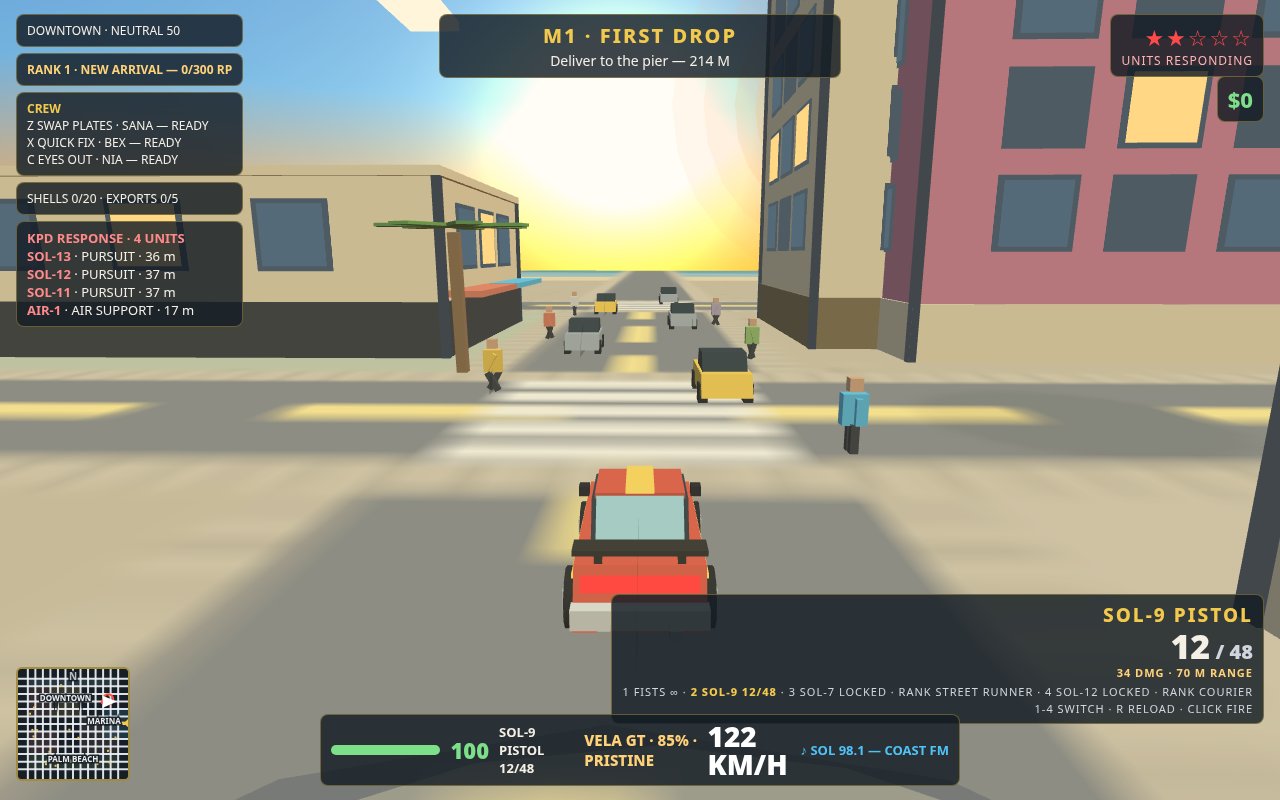 DOWNTOWN · NEUTRAL 50
RANK 1 · NEW ARRIVAL — 0/300 RP
CREW
Z SWAP PLATES · SANA — READY
X QUICK FIX · BEX — READY
C EYES OUT · NIA — READY
SHELLS 0/20 · EXPORTS 0/5
KPD RESPONSE · 4 UNITS
SOL-13 · PURSUIT · 36 m
SOL-12 · PURSUIT · 37 m
SOL-11 · PURSUIT · 37 m
AIR-1 · AIR SUPPORT · 17 m
M1 · FIRST DROP
Deliver to the pier — 214 M
★★☆☆☆
UNITS RESPONDING
$0
SOL-9 PISTOL
12 / 48
34 DMG · 70 M RANGE
1 FISTS ∞ · 2 SOL-9 12/48 · 3 SOL-7 LOCKED · RANK STREET RUNNER · 4 SOL-12 LOCKED · RANK COURIER
1-4 SWITCH · R RELOAD · CLICK FIRE
N
DOWNTOWN
MARINA
PALM BEACH
100
SOL-9
PISTOL
12/48
VELA GT · 85% ·
PRISTINE
122
KM/H
♪ SOL 98.1 — COAST FM